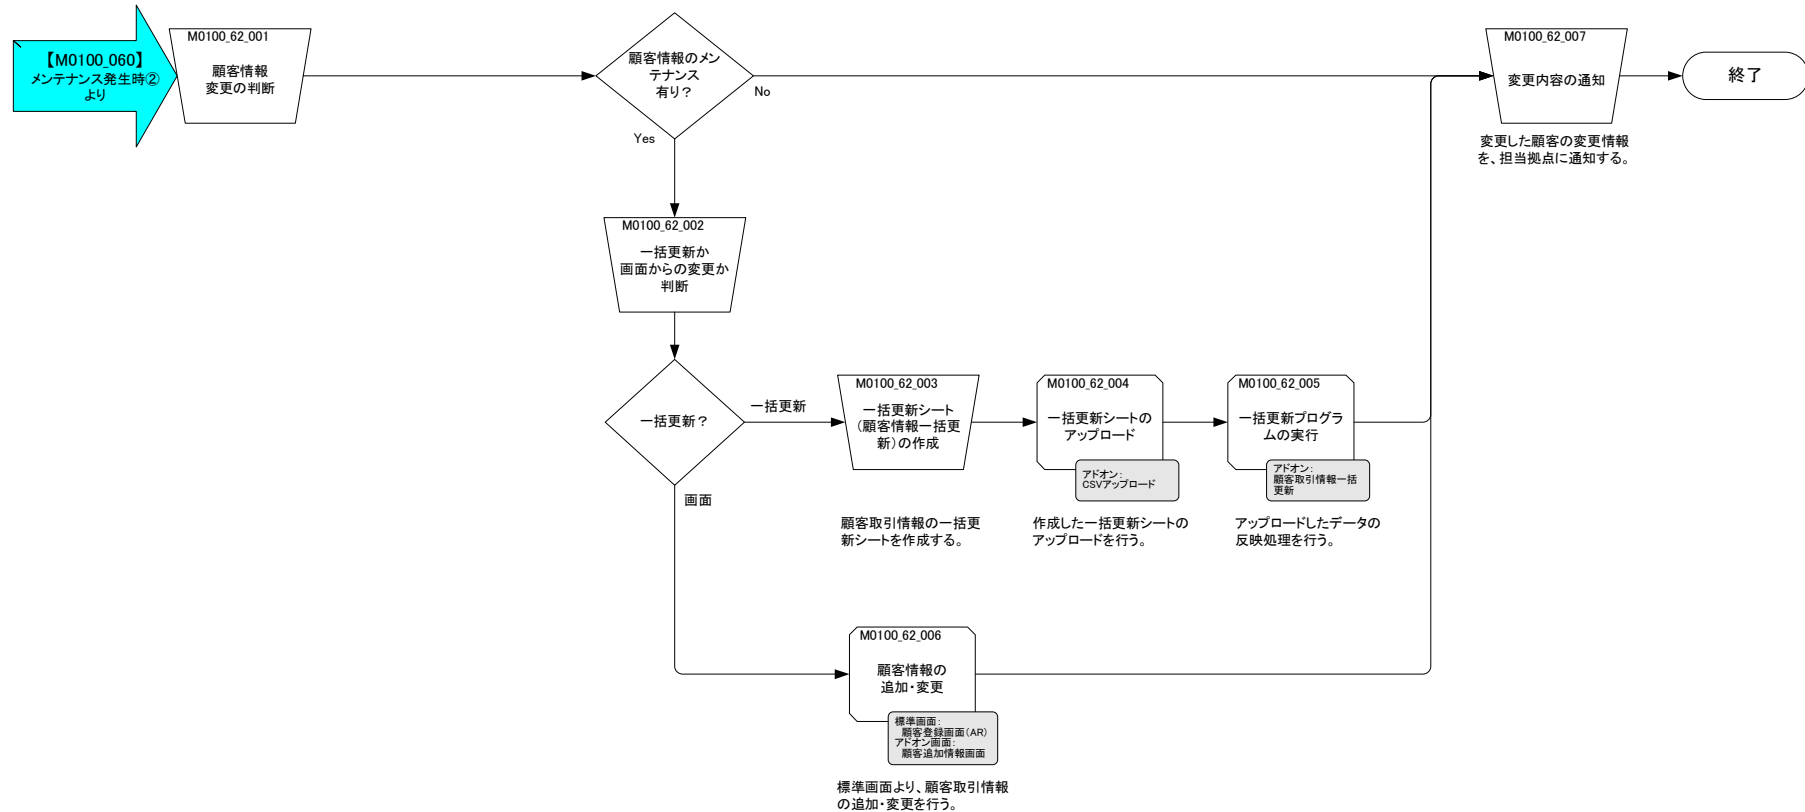 【M0100_060】
メンテナンス発生時②
より
M0100_62_001
顧客情報
変更の判断
顧客情報のメン
テナンス
有り？
No
Yes
M0100_62_007
変更内容の通知
変更した顧客の変更情報
を、担当拠点に通知する。
終了
M0100_62_002
一括更新か
画面からの変更か
判断
一括更新？
一括更新
画面
M0100_62_003
一括更新シート
（顧客情報一括更
新）の作成
顧客取引情報の一括更
新シートを作成する。
M0100_62_004
一括更新シートの
アップロード
アドオン：
CSVアップロード
作成した一括更新シートの
アップロードを行う。
M0100_62_005
一括更新プログラ
ムの実行
アドオン：
顧客取引情報一括
更新
アップロードしたデータの
反映処理を行う。
M0100_62_006
顧客情報の
追加・変更
標準画面：
顧客登録画面（AR）
アドオン画面：
顧客追加情報画面
標準画面より、顧客取引情報
の追加・変更を行う。